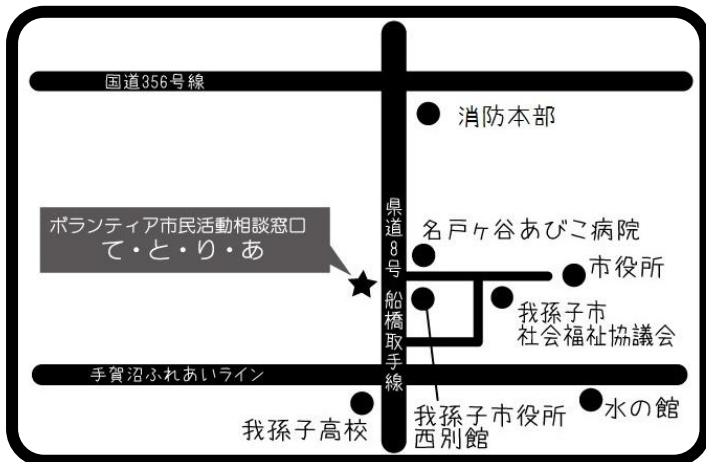 国道356号線
消防本部
ボランティア市民活動相談窓口
て・と・り・あ
県道8号 船橋取手線
名戸ヶ谷あびこ病院
市役所
我孫子市
社会福祉協議会
手賀沼ふれあいライン
我孫子高校
我孫子市役所
西別館
水の館